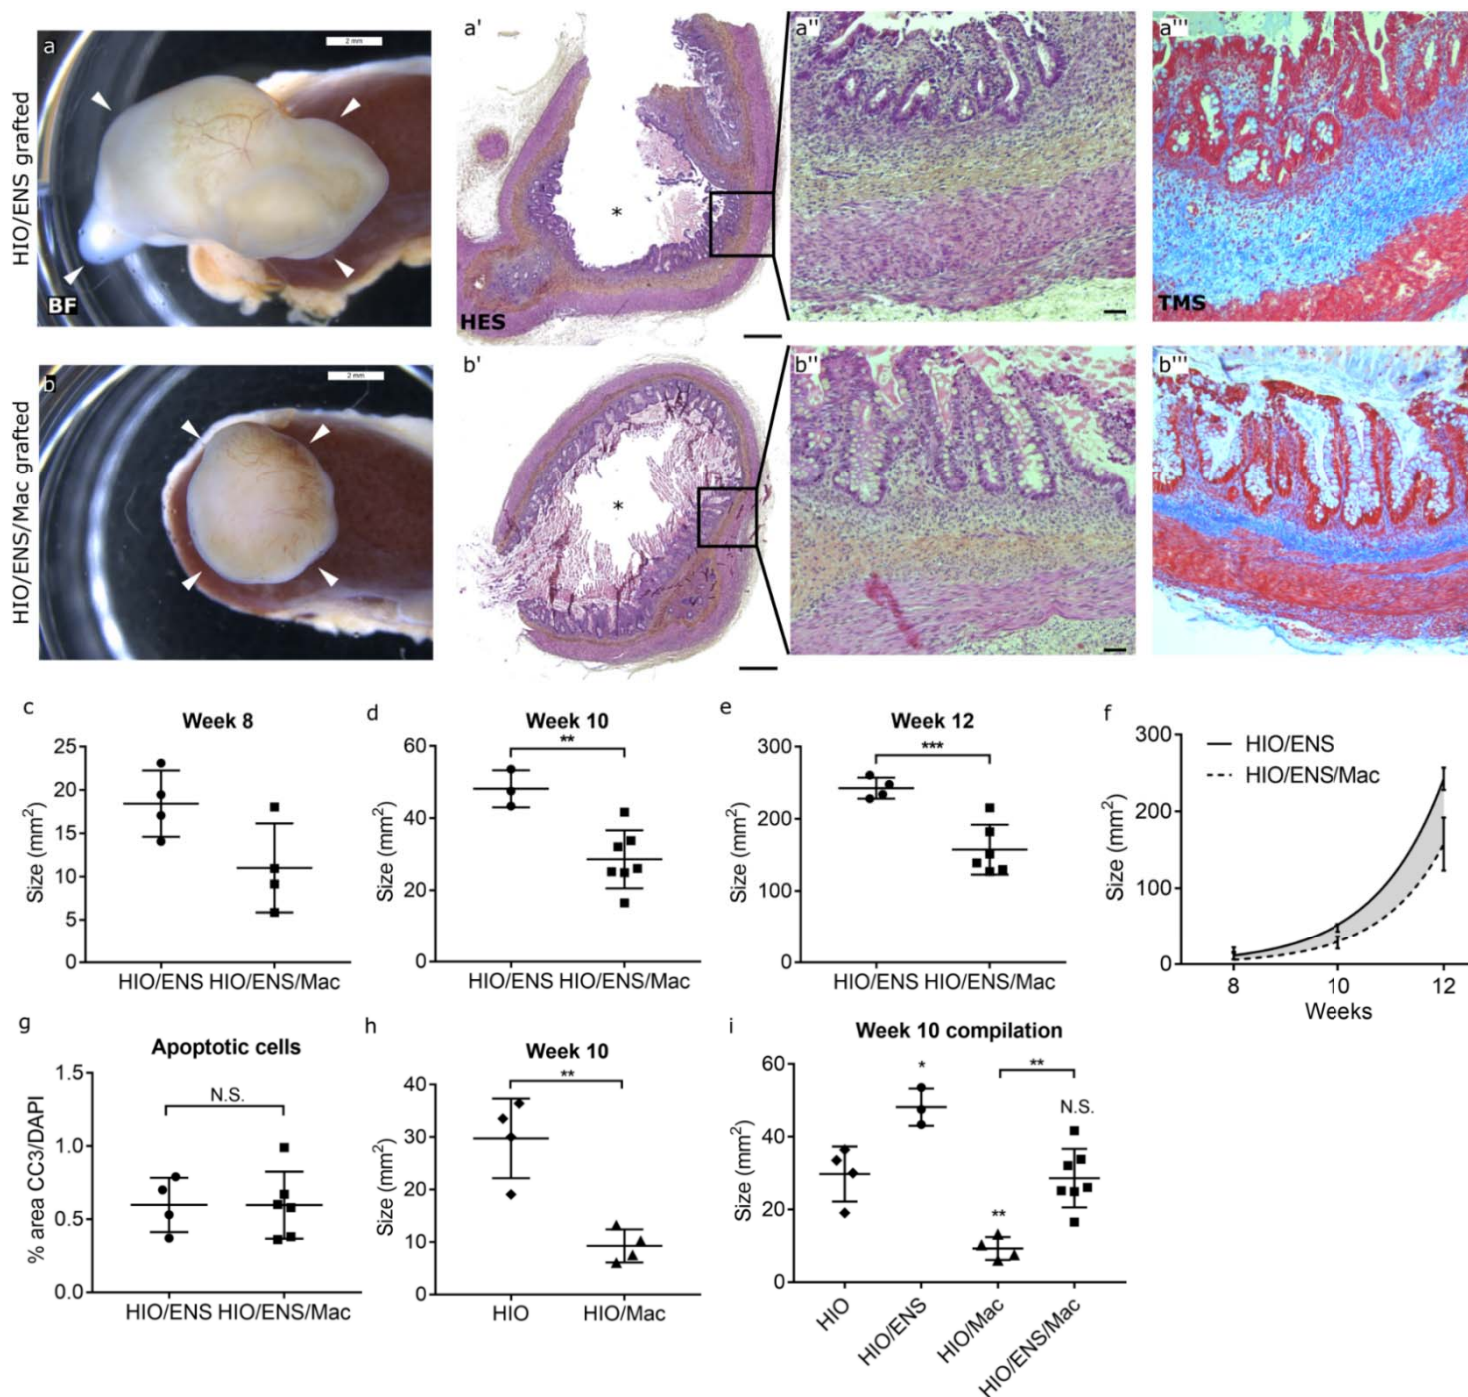 HIO/ENS grafted
a
2 mm
BF
a'
HES
a''
a'''
TMS
HIO/ENS/Mac grafted
b
2 mm
b'
b''
b'''
c
Week 8
Size (mm²)
25
20
15
10
5
0
HIO/ENS HIO/ENS/Mac
d
Week 10
**
Size (mm²)
60
40
20
0
HIO/ENS HIO/ENS/Mac
e
Week 12
***
Size (mm²)
300
200
100
0
HIO/ENS HIO/ENS/Mac
f
HIO/ENS
HIO/ENS/Mac
Size (mm²)
300
200
100
0
8 10 12
Weeks
g
Apoptotic cells
N.S.
% area CC3/DAPI
1.5
1.0
0.5
0.0
HIO/ENS HIO/ENS/Mac
h
Week 10
**
Size (mm²)
40
30
20
10
0
HIO HIO/Mac
i
Week 10 compilation
* ** ** N.S.
Size (mm²)
60
40
20
0
HIO
HIO/ENS
HIO/Mac
HIO/ENS/Mac